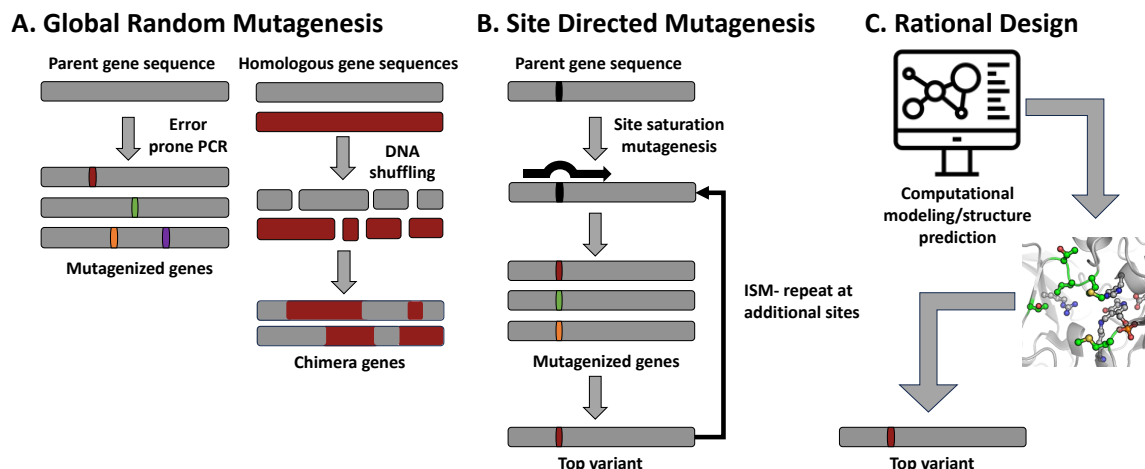 A. Global Random Mutagenesis
Parent gene sequence
Error
prone PCR
Mutagenized genes
Homologous gene sequences
DNA
shuffling
Chimera genes
B. Site Directed Mutagenesis
Parent gene sequence
Site saturation
mutagenesis
Mutagenized genes
ISM- repeat at
additional sites
Top variant
C. Rational Design
Computational
modeling/structure
prediction
Top variant